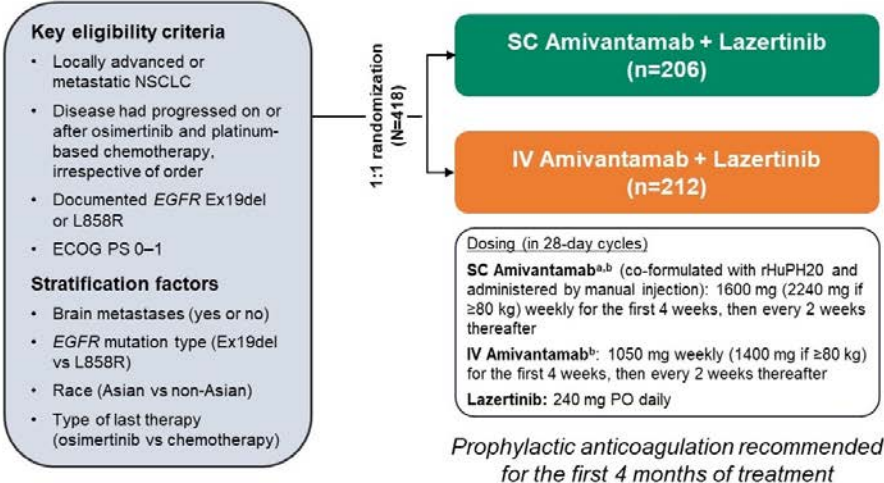 Key eligibility criteria
• Locally advanced or
metastatic NSCLC
• Disease had progressed on or
after osimertinib and platinum-
based chemotherapy,
irrespective of order
• Documented EGFR Ex19del
or L858R
• ECOG PS 0–1
Stratification factors
• Brain metastases (yes or no)
• EGFR mutation type (Ex19del
vs L858R)
• Race (Asian vs non-Asian)
• Type of last therapy
(osimertinib vs chemotherapy)
1:1 randomization
(N=418)
SC Amivantamab + Lazertinib
(n=206)
IV Amivantamab + Lazertinib
(n=212)
Dosing (in 28-day cycles)
SC Amivantamabᵃ,ᵇ (co-formulated with rHuPH20 and
administered by manual injection): 1600 mg (2240 mg if
≥80 kg) weekly for the first 4 weeks, then every 2 weeks
thereafter
IV Amivantamabᵇ: 1050 mg weekly (1400 mg if ≥80 kg)
for the first 4 weeks, then every 2 weeks thereafter
Lazertinib: 240 mg PO daily
Prophylactic anticoagulation recommended
for the first 4 months of treatment